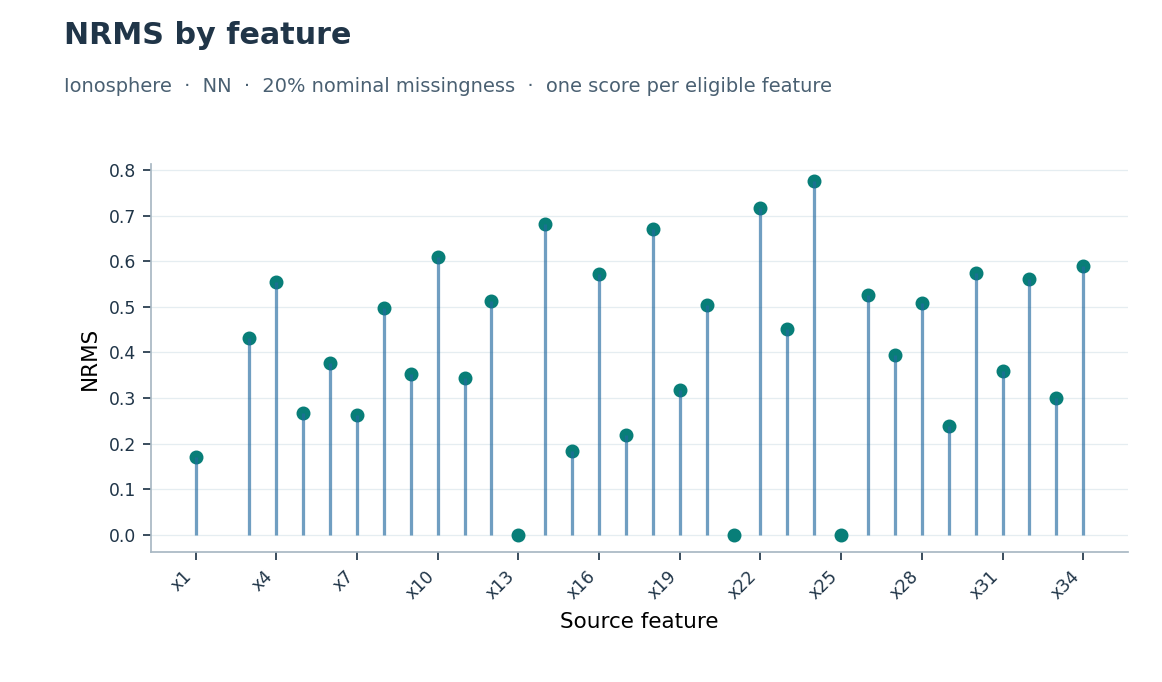 NRMS by feature
Ionosphere · NN · 20% nominal missingness · one score per eligible feature
0.8
0.7
0.6
0.5
0.4
0.3
0.2
0.1
0.0
NRMS
x1 x4 x7 x10 x13 x16 x19 x22 x25 x28 x31 x34
Source feature